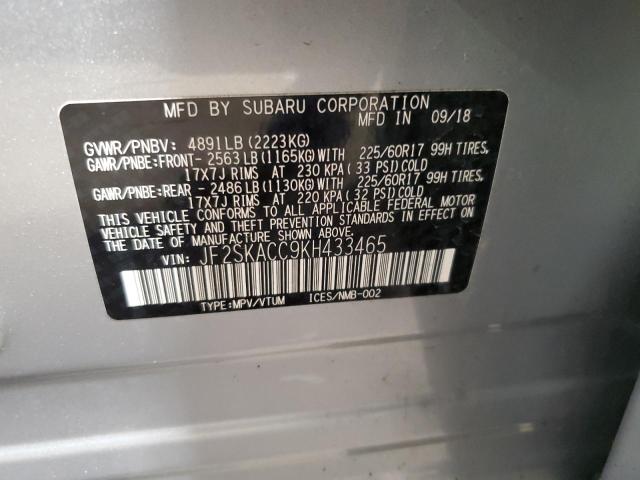 MFD BY SUBARU CORPORATION
MFD IN 09/18
GVWR/PNBV: 4891LB (2223KG)
GAWR/PNBE:FRONT- 2563LB(1165KG)WITH 225/60R17 99H TIRES,
17X7J RIMS AT 230 KPA (33 PSI)COLD
GAWR/PNBE:REAR -2486LB(1130KG)WITH 225/60R17 99H TIRES,
17X7J RIMS AT 220 KPA (32 PSI)COLD
THIS VEHICLE CONFORMS TO ALL APPLICABLE FEDERAL MOTOR
VEHICLE SAFETY AND THEFT PREVENTION STANDARDS IN EFFECT
ON THE DATE OF MANUFACTURE SHOWN ABOVE.
VIN: JF2SKACC9KH433465
TYPE:MPV/VTUM ICES/NMB-002